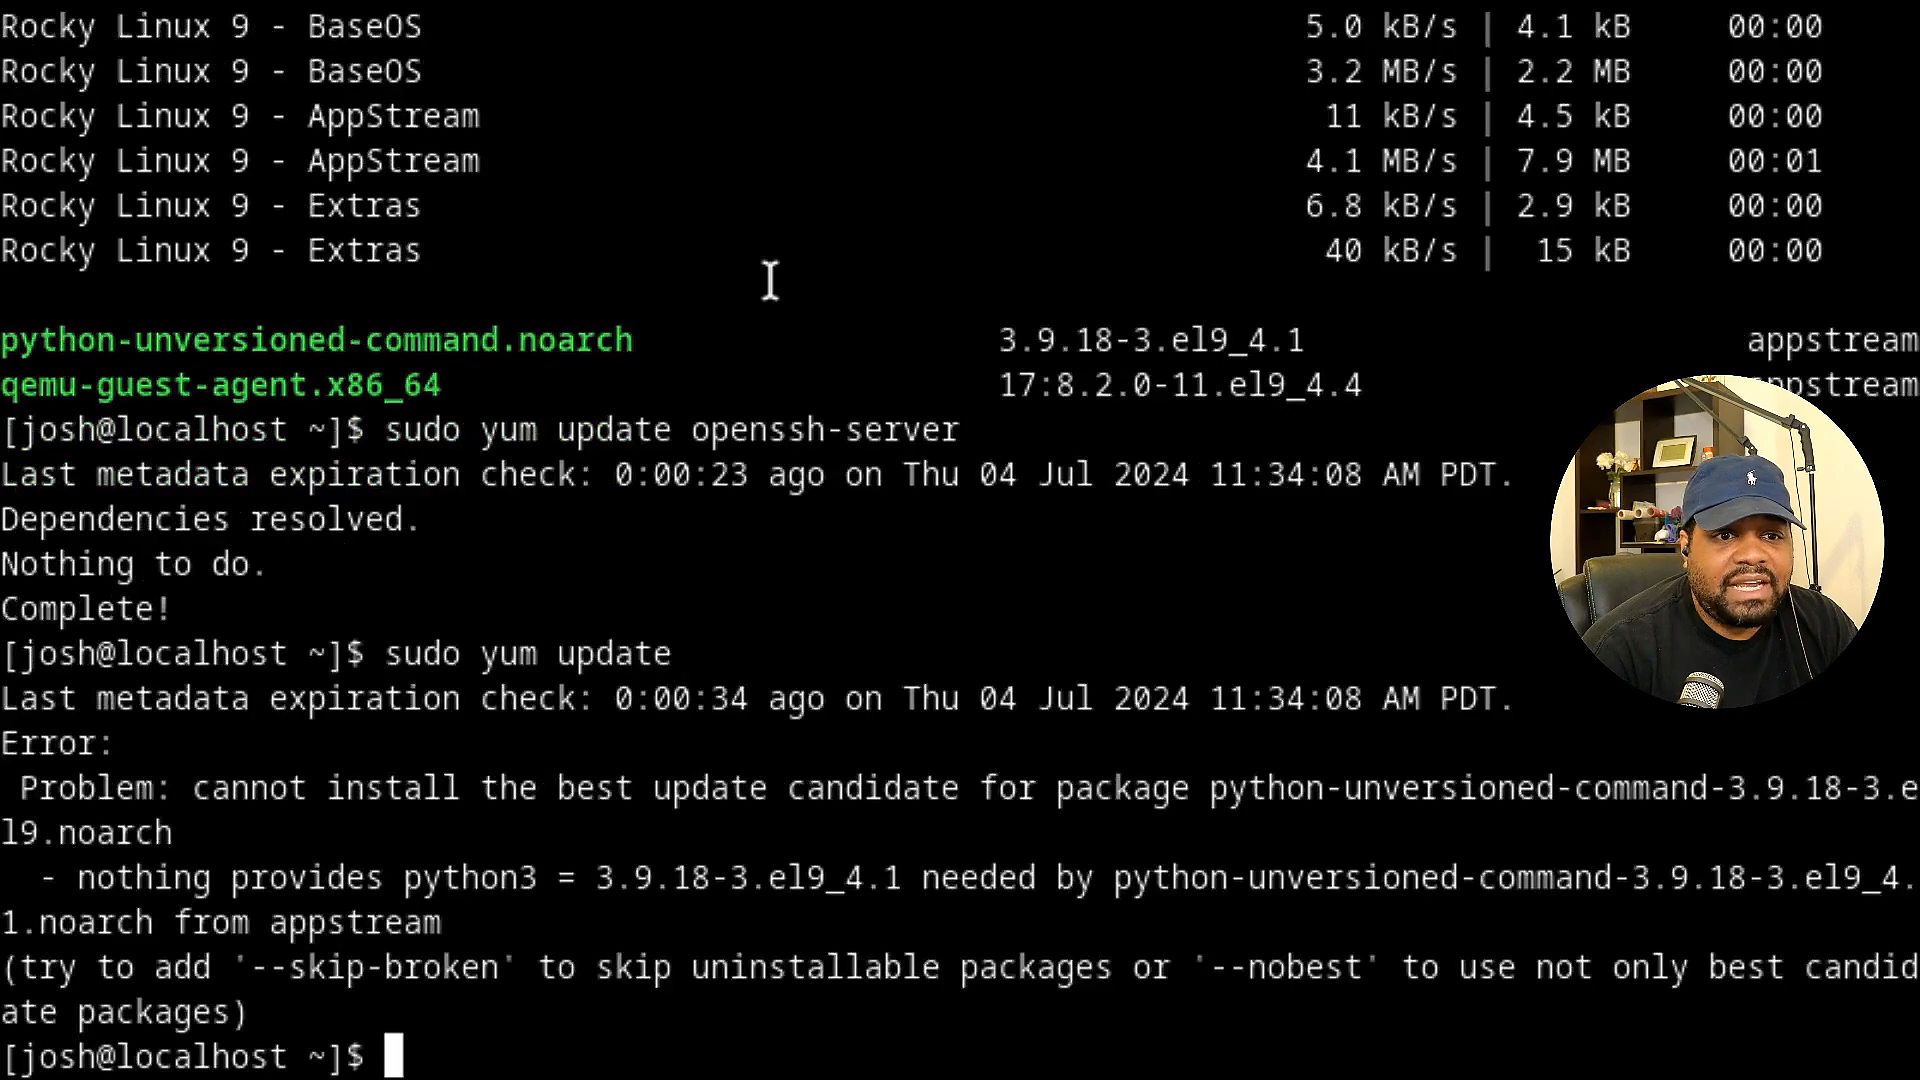 Rocky Linux 9 - BaseOS 5.0 kB/s | 4.1 kB 00:00
Rocky Linux 9 - BaseOS 3.2 MB/s | 2.2 MB 00:00
Rocky Linux 9 - AppStream 11 kB/s | 4.5 kB 00:00
Rocky Linux 9 - AppStream 4.1 MB/s | 7.9 MB 00:01
Rocky Linux 9 - Extras 6.8 kB/s | 2.9 kB 00:00
Rocky Linux 9 - Extras 40 kB/s | 15 kB 00:00
python-unversioned-command.noarch 3.9.18-3.el9_4.1 appstream
qemu-guest-agent.x86_64 17:8.2.0-11.el9_4.4 appstream
[josh@localhost ~]$ sudo yum update openssh-server
Last metadata expiration check: 0:00:23 ago on Thu 04 Jul 2024 11:34:08 AM PDT.
Dependencies resolved.
Nothing to do.
Complete!
[josh@localhost ~]$ sudo yum update
Last metadata expiration check: 0:00:34 ago on Thu 04 Jul 2024 11:34:08 AM PDT.
Error:
Problem: cannot install the best update candidate for package python-unversioned-command-3.9.18-3.e
l9.noarch
- nothing provides python3 = 3.9.18-3.el9_4.1 needed by python-unversioned-command-3.9.18-3.el9_4.
1.noarch from appstream
(try to add '--skip-broken' to skip uninstallable packages or '--nobest' to use not only best candid
ate packages)
[josh@localhost ~]$